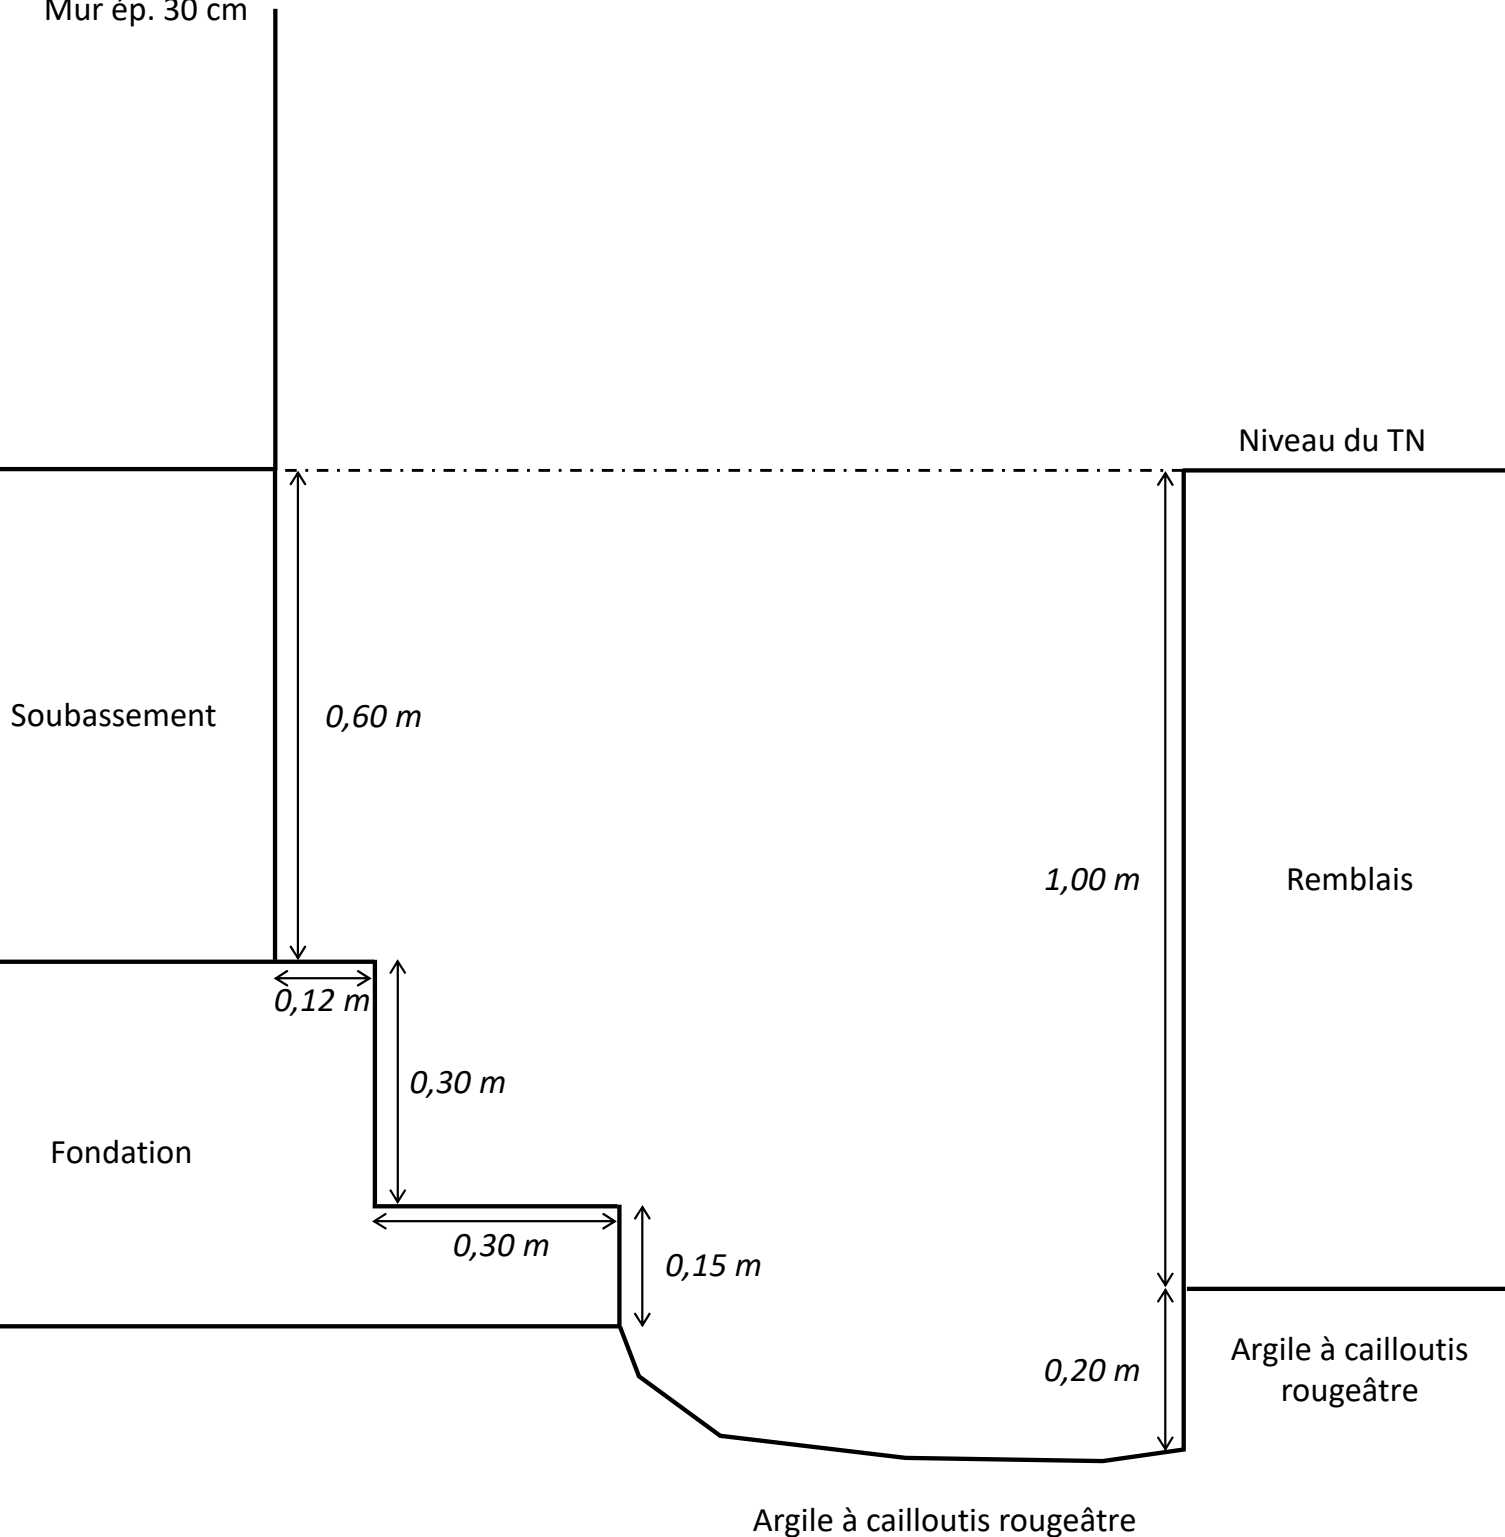 Mur ép. 30 cm
Niveau du TN
Soubassement
0,60 m
1,00 m
Remblais
0,12 m
0,30 m
Fondation
0,30 m
0,15 m
0,20 m
Argile à cailloutis
rougeâtre
Argile à cailloutis rougeâtre